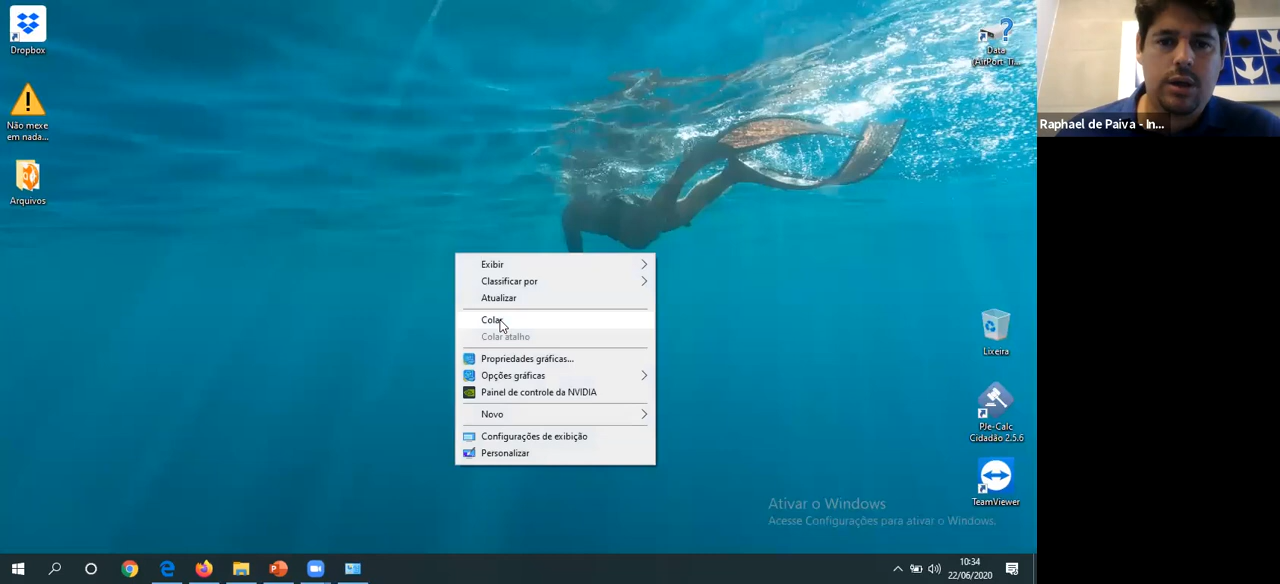 Dropbox
Não mexe
em nada...
Arquivos
Data
(AirPort Ti...
Raphael de Paiva - In...
Exibir
Classificar por
Atualizar
Colar
Colar atalho
Propriedades gráficas...
Opções gráficas
Painel de controle da NVIDIA
Novo
Configurações de exibição
Personalizar
Lixeira
PJe-Calc
Cidadão 2.5.6
TeamViewer
Ativar o Windows
Acesse Configurações para ativar o Windows.
10:34
22/06/2020